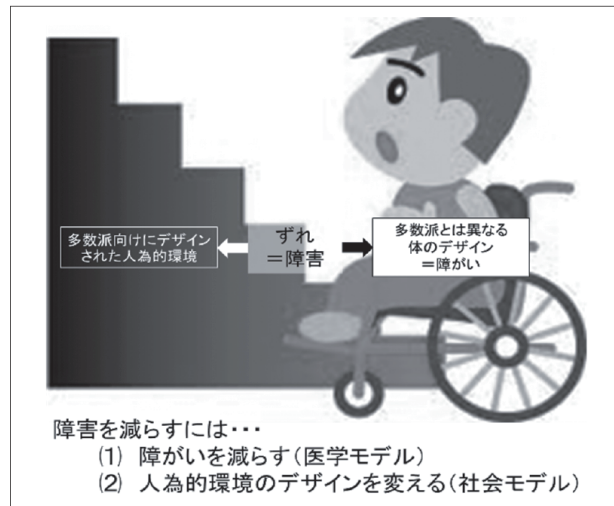 多数派向けにデザイン
された人為的環境
ずれ
＝障害
多数派とは異なる
体のデザイン
＝障がい
障害を減らすには・・・
(1) 障がいを減らす(医学モデル)
(2) 人為的環境のデザインを変える(社会モデル)